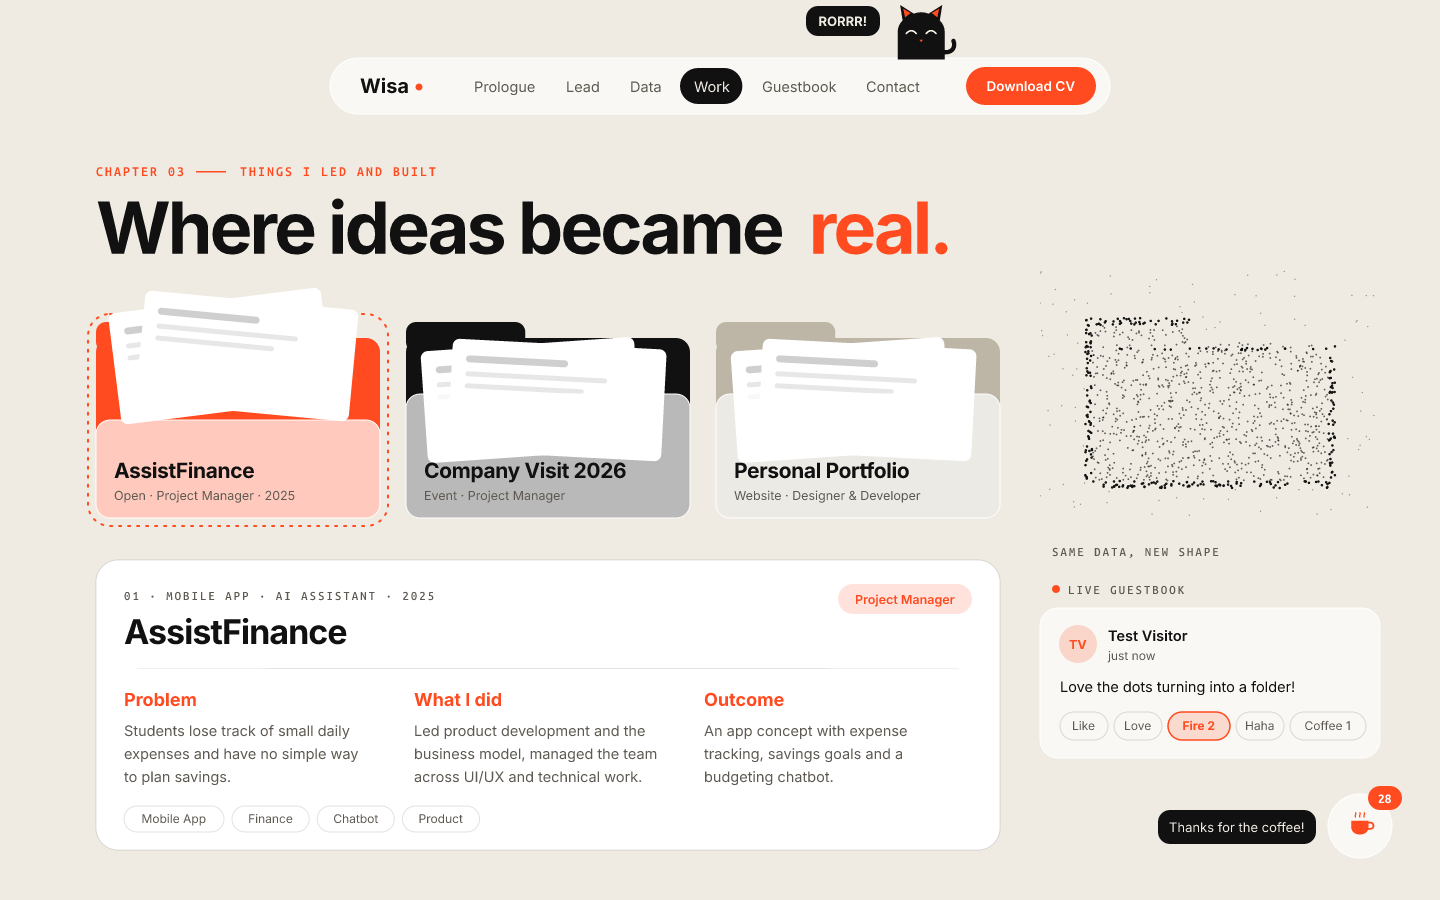 RORRR!
Wisa
Prologue
Lead
Data
Work
Guestbook
Contact
Download CV
CHAPTER 03 —— THINGS I LED AND BUILT
Where ideas became real.
AssistFinance
Open · Project Manager · 2025
Company Visit 2026
Event · Project Manager
Personal Portfolio
Website · Designer & Developer
SAME DATA, NEW SHAPE
01 · MOBILE APP · AI ASSISTANT · 2025
AssistFinance
Project Manager
Problem
Students lose track of small daily
expenses and have no simple way
to plan savings.
What I did
Led product development and the
business model, managed the team
across UI/UX and technical work.
Outcome
An app concept with expense
tracking, savings goals and a
budgeting chatbot.
Mobile App
Finance
Chatbot
Product
LIVE GUESTBOOK
TV
Test Visitor
just now
Love the dots turning into a folder!
Like
Love
Fire 2
Haha
Coffee 1
Thanks for the coffee!
28